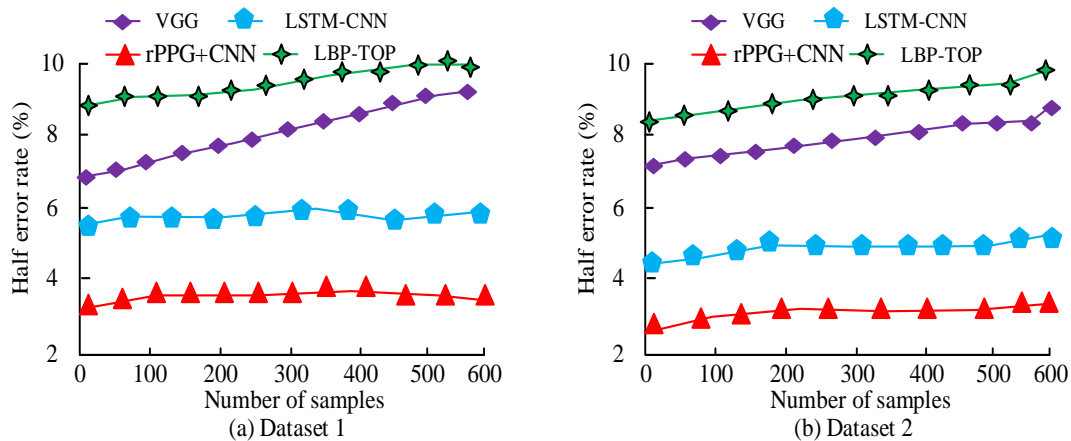 VGG LSTM-CNN
rPPG+CNN LBP-TOP
10
8
6
4
2
0 100 200 300 400 500 600
Half error rate (%)
Number of samples
(a) Dataset 1
VGG LSTM-CNN
rPPG+CNN LBP-TOP
10
8
6
4
2
0 100 200 300 400 500 600
Half error rate (%)
Number of samples
(b) Dataset 2